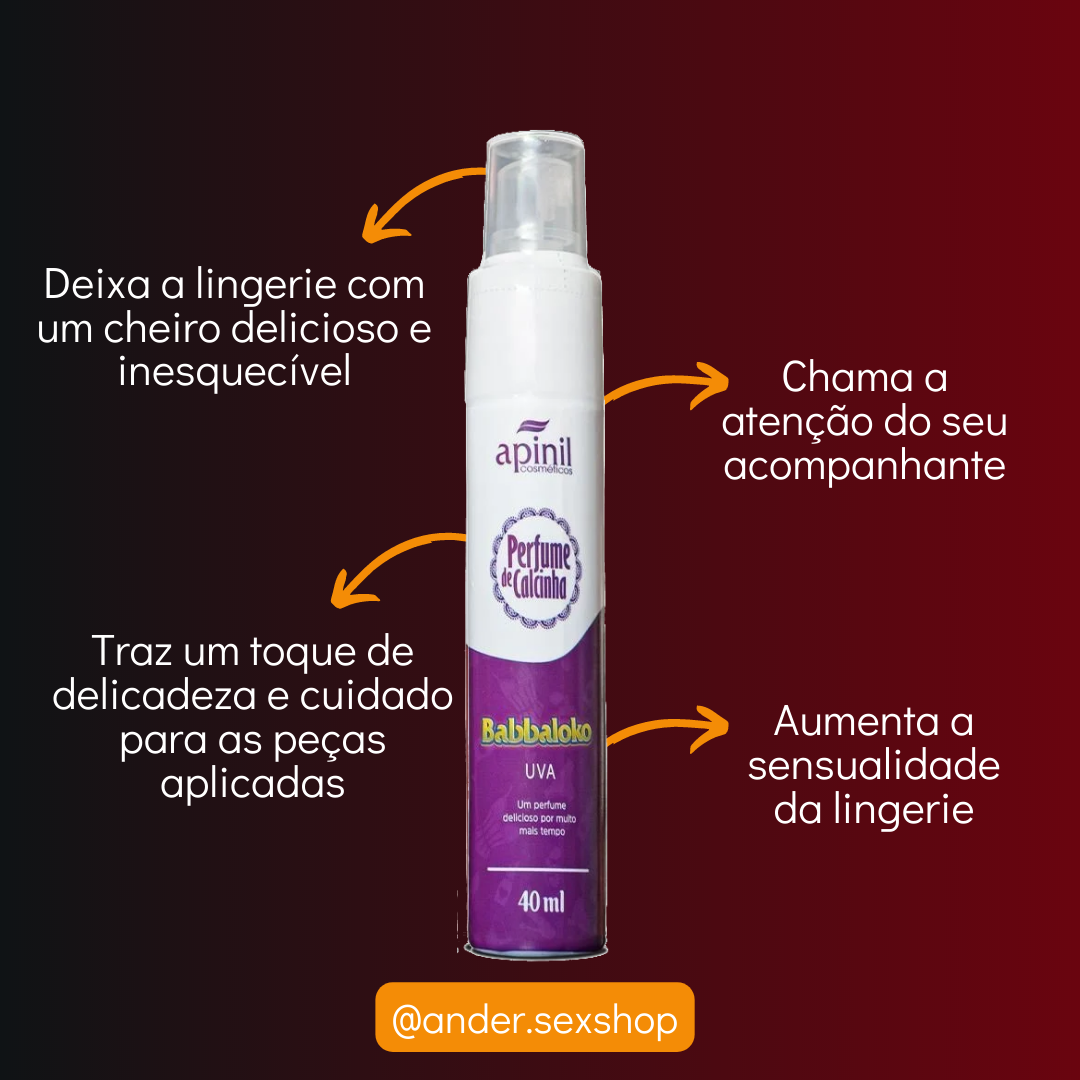 Deixa a lingerie com
um cheiro delicioso e
inesquecível
Chama a
atenção do seu
acompanhante
apinil
cosméticos
Perfume
de Calcinha
Traz um toque de
delicadeza e cuidado
para as peças
aplicadas
Babbaloko
UVA
Um perfume
delicioso por muito
mais tempo
40 ml
Aumenta a
sensualidade
da lingerie
@ander.sexshop